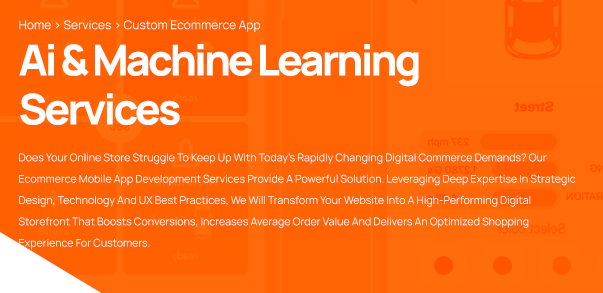 Home > Services > Custom Ecommerce App
Ai & Machine Learning
Services
Does Your Online Store Struggle To Keep Up With Today's Rapidly Changing Digital Commerce Demands? Our
Ecommerce Mobile App Development Services Provide A Powerful Solution. Leveraging Deep Expertise In Strategic
Design, Technology And UX Best Practices, We Will Transform Your Website Into A High-Performing Digital
Storefront That Boosts Conversions, Increases Average Order Value And Delivers An Optimized Shopping
Experience For Customers.
Street
237 mph